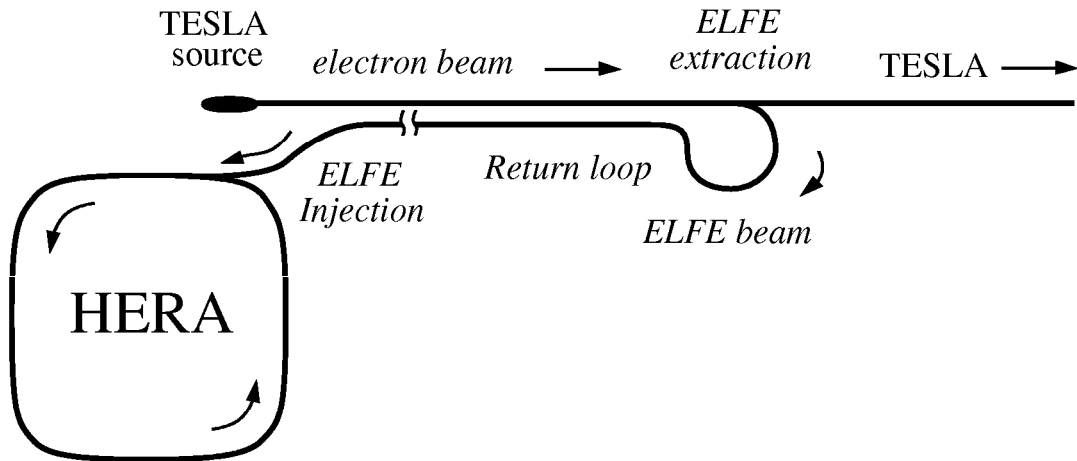 TESLA
source
electron beam
ELFE
extraction
TESLA
ELFE
Injection
Return loop
ELFE beam
HERA